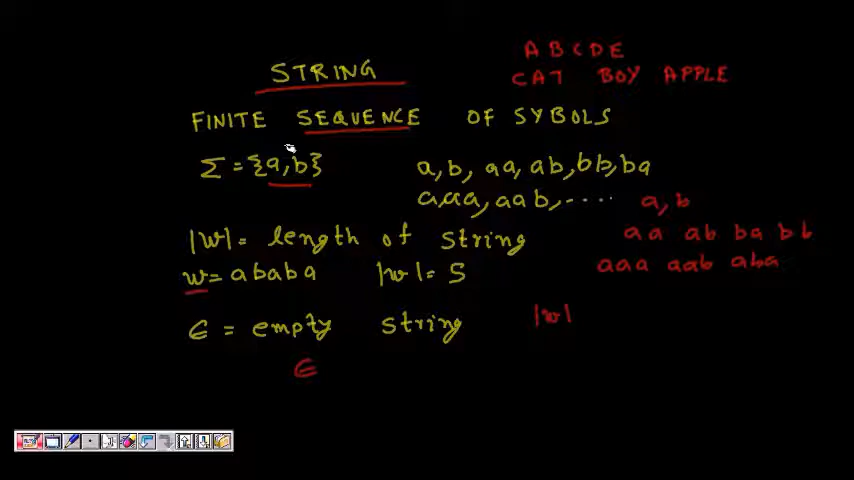 STRING
A B C D E
CAT BOY APPLE
FINITE SEQUENCE OF SYBOLS
Σ = {a,b}
a, b, aa, ab, bb, ba
aaa, aab, ....
a, b
aa ab ba bb
aaa aab aba
|w| = length of string
w = ababa |w| = 5
ϵ = empty string
|w|
ϵ